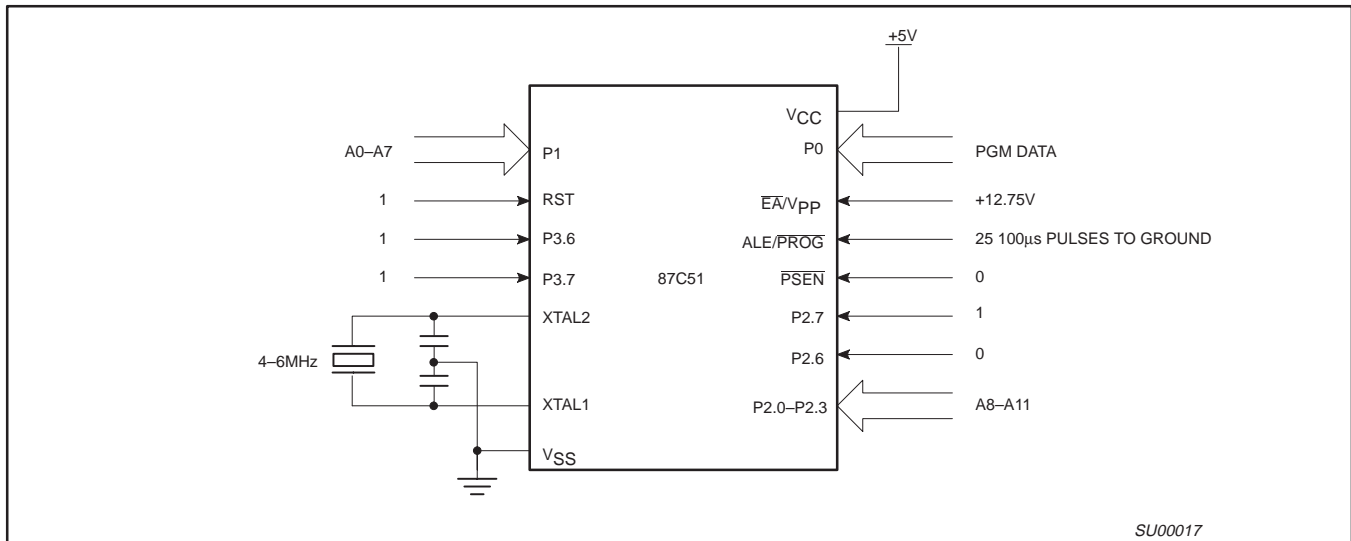 +5V
VCC
A0–A7
P1
P0
PGM DATA
1
RST
EA/VPP
+12.75V
1
P3.6
ALE/PROG
25 100µs PULSES TO GROUND
1
P3.7
87C51
PSEN
0
XTAL2
P2.7
1
4–6MHz
P2.6
0
XTAL1
P2.0–P2.3
A8–A11
VSS
SU00017